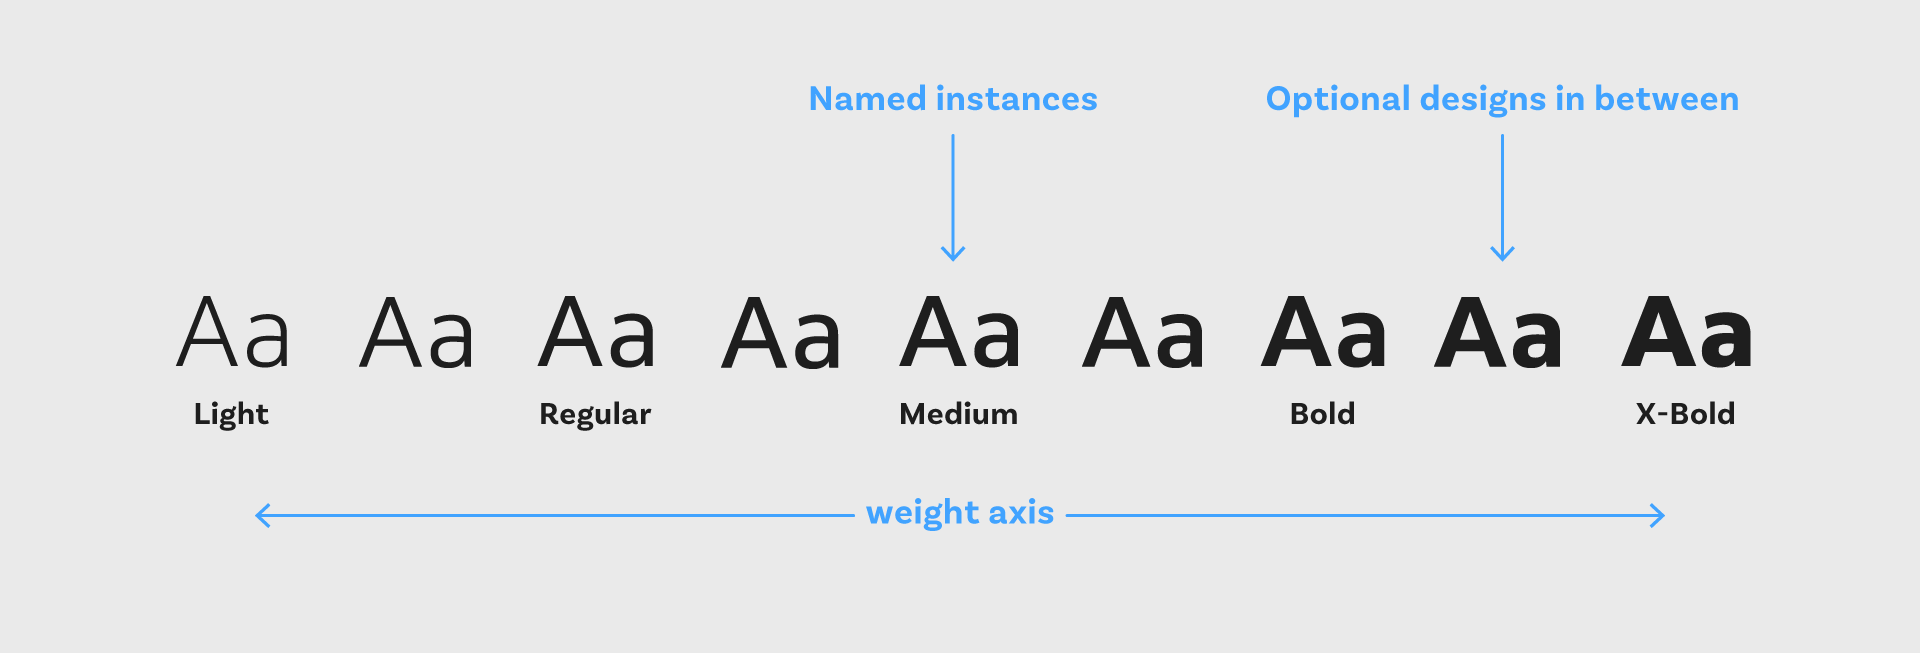 Named instances
Optional designs in between
Aa Aa Aa Aa Aa Aa Aa Aa Aa
Light Regular Medium Bold X-Bold
weight axis